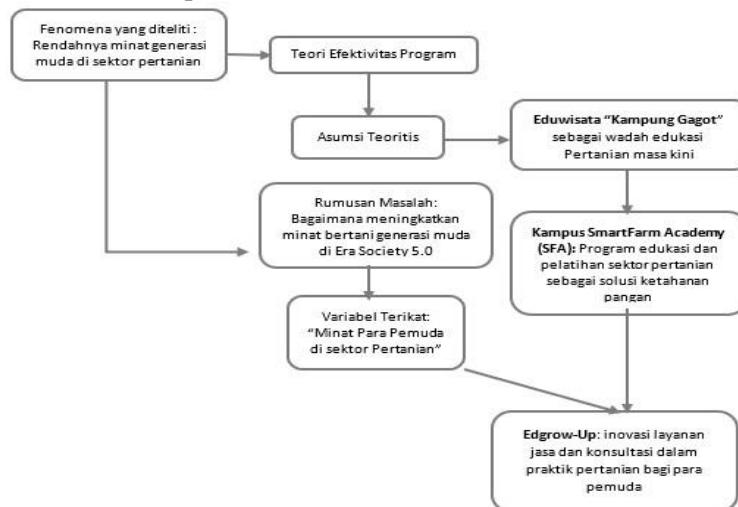 Fenomena yang diteliti :
Rendahnya minat generasi
muda di sektor pertanian
Teori Efektivitas Program
Asumsi Teoritis
Eduwisata “Kampung Gagot”
sebagai wadah edukasi
Pertanian masa kini
Rumusan Masalah:
Bagaimana meningkatkan
minat bertani generasi muda
di Era Society 5.0
Kampus SmartFarm Academy
(SFA): Program edukasi dan
pelatihan sektor pertanian
sebagai solusi ketahanan
pangan
Variabel Terikat:
“Minat Para Pemuda
di sektor Pertanian”
Edgrow-Up: inovasi layanan
jasa dan konsultasi dalam
praktik pertanian bagi para
pemuda